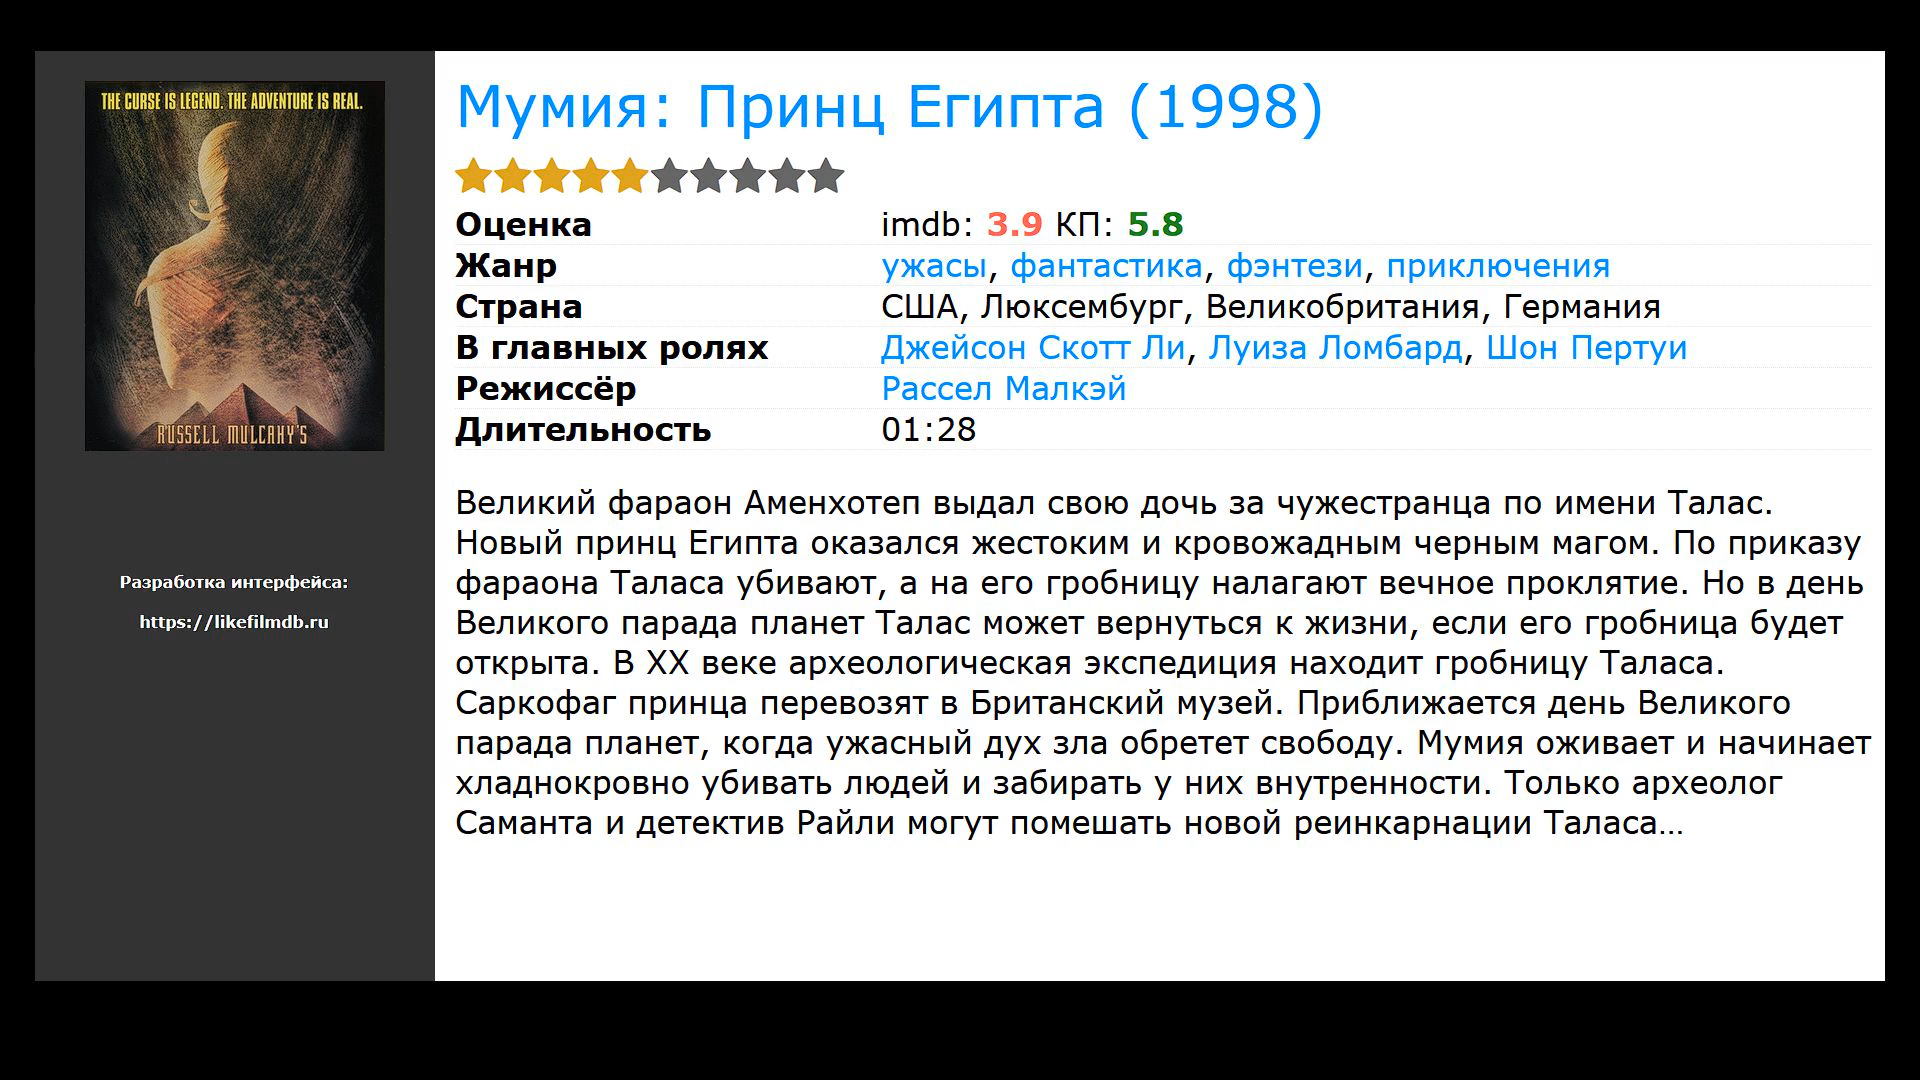 THE CURSE IS LEGEND. THE ADVENTURE IS REAL.
RUSSELL MULCAHY'S
Разработка интерфейса:
https://likefilmdb.ru
Мумия: Принц Египта (1998)
Оценка imdb: 3.9 КП: 5.8
Жанр ужасы, фантастика, фэнтези, приключения
Страна США, Люксембург, Великобритания, Германия
В главных ролях Джейсон Скотт Ли, Луиза Ломбард, Шон Пертуи
Режиссёр Рассел Малкэй
Длительность 01:28
Великий фараон Аменхотеп выдал свою дочь за чужестранца по имени Талас.
Новый принц Египта оказался жестоким и кровожадным черным магом. По приказу
фараона Таласа убивают, а на его гробницу налагают вечное проклятие. Но в день
Великого парада планет Талас может вернуться к жизни, если его гробница будет
открыта. В XX веке археологическая экспедиция находит гробницу Таласа.
Саркофаг принца перевозят в Британский музей. Приближается день Великого
парада планет, когда ужасный дух зла обретет свободу. Мумия оживает и начинает
хладнокровно убивать людей и забирать у них внутренности. Только археолог
Саманта и детектив Райли могут помешать новой реинкарнации Таласа…